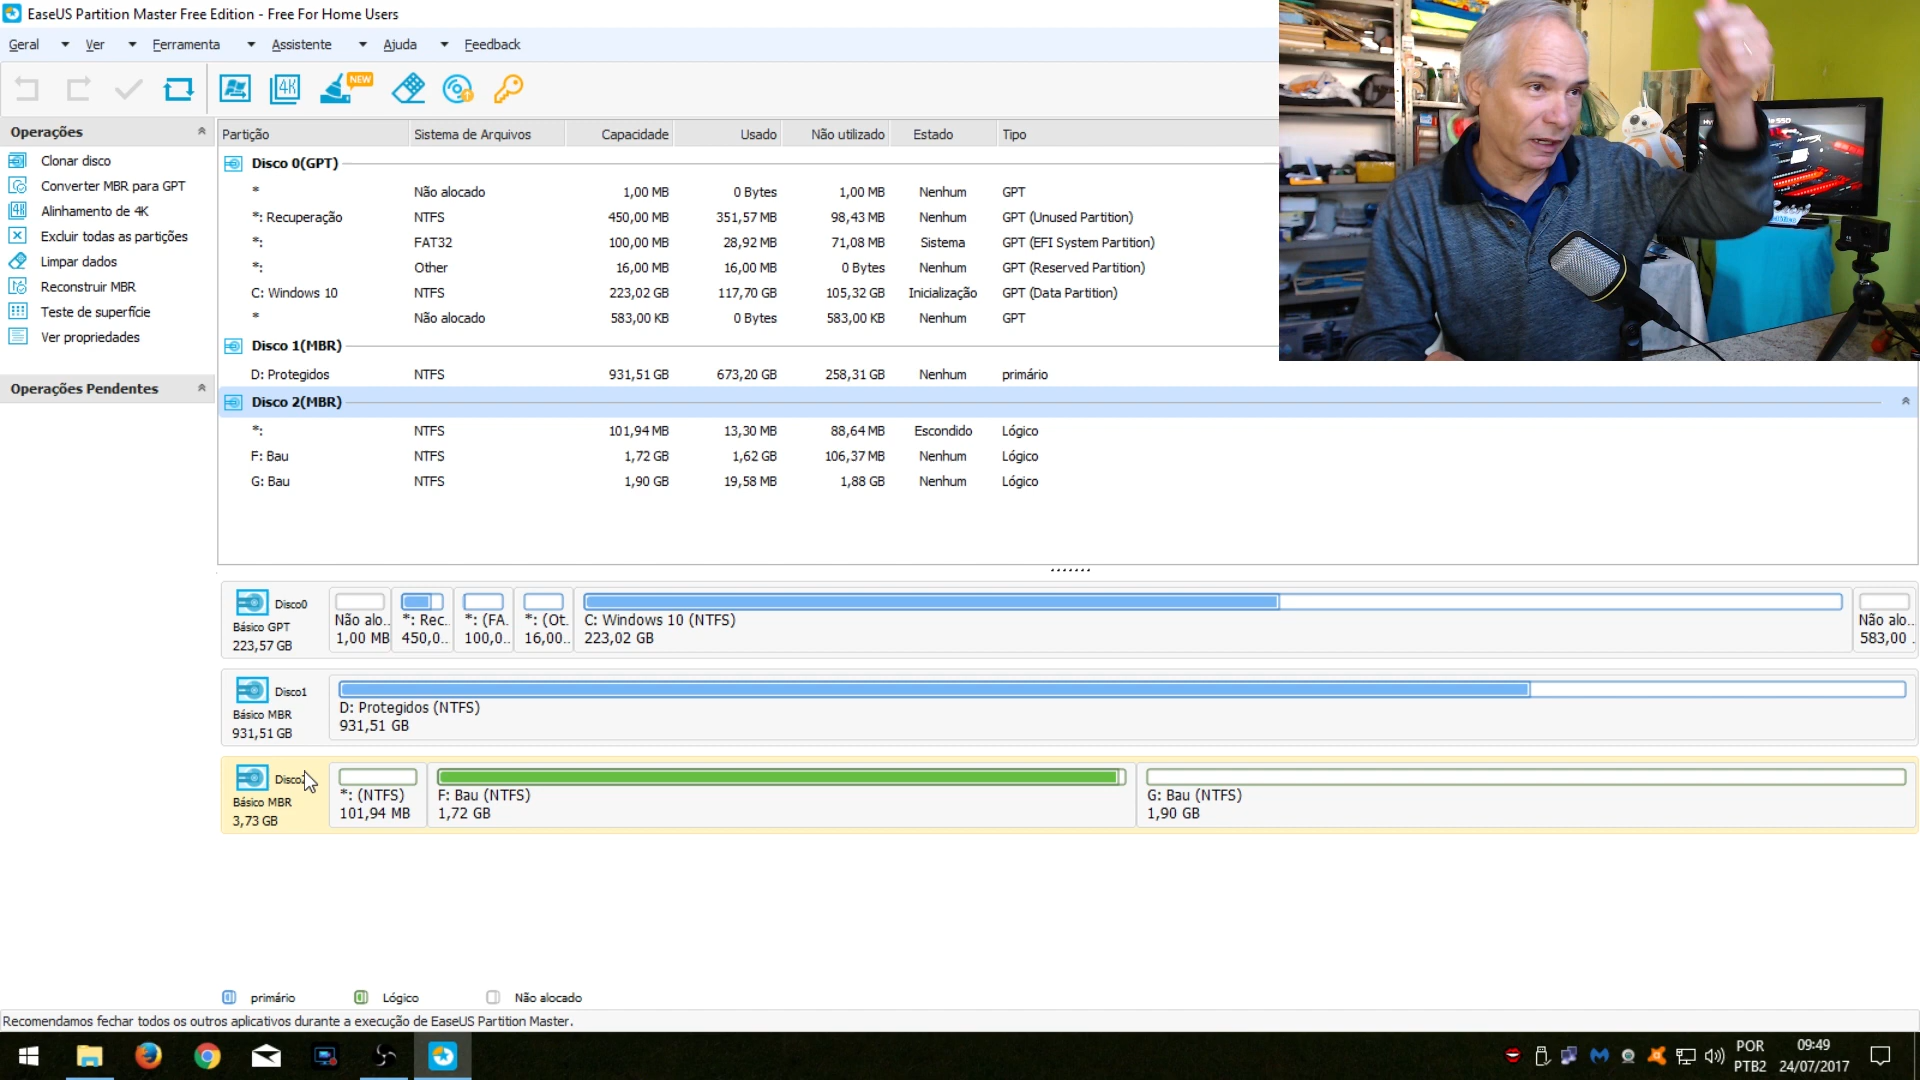 EaseUS Partition Master Free Edition - Free For Home Users
Geral Ver Ferramenta Assistente Ajuda Feedback
4K NEW
Operações
Clonar disco
Converter MBR para GPT
Alinhamento de 4K
Excluir todas as partições
Limpar dados
Reconstruir MBR
Teste de superfície
Ver propriedades
Operações Pendentes
Partição Sistema de Arquivos Capacidade Usado Não utilizado Estado Tipo
Disco 0(GPT)
* Não alocado 1,00 MB 0 Bytes 1,00 MB Nenhum GPT
*: Recuperação NTFS 450,00 MB 351,57 MB 98,43 MB Nenhum GPT (Unused Partition)
*: FAT32 100,00 MB 28,92 MB 71,08 MB Sistema GPT (EFI System Partition)
*: Other 16,00 MB 16,00 MB 0 Bytes Nenhum GPT (Reserved Partition)
C: Windows 10 NTFS 223,02 GB 117,70 GB 105,32 GB Inicialização GPT (Data Partition)
* Não alocado 583,00 KB 0 Bytes 583,00 KB Nenhum GPT
Disco 1(MBR)
D: Protegidos NTFS 931,51 GB 673,20 GB 258,31 GB Nenhum primário
Disco 2(MBR)
*: NTFS 101,94 MB 13,30 MB 88,64 MB Escondido Lógico
F: Bau NTFS 1,72 GB 1,62 GB 106,37 MB Nenhum Lógico
G: Bau NTFS 1,90 GB 19,58 MB 1,88 GB Nenhum Lógico
Disco0
Básico GPT
223,57 GB
Não alo..
1,00 MB
*: Rec..
450,0..
*: (FA.
100,0..
*: (Ot.
16,00..
C: Windows 10 (NTFS)
223,02 GB
Não alo..
583,00 .
Disco1
Básico MBR
931,51 GB
D: Protegidos (NTFS)
931,51 GB
Disco
Básico MBR
3,73 GB
*: (NTFS)
101,94 MB
F: Bau (NTFS)
1,72 GB
G: Bau (NTFS)
1,90 GB
primário Lógico Não alocado
Recomendamos fechar todos os outros aplicativos durante a execução de EaseUS Partition Master.
POR
PTB2
09:49
24/07/2017